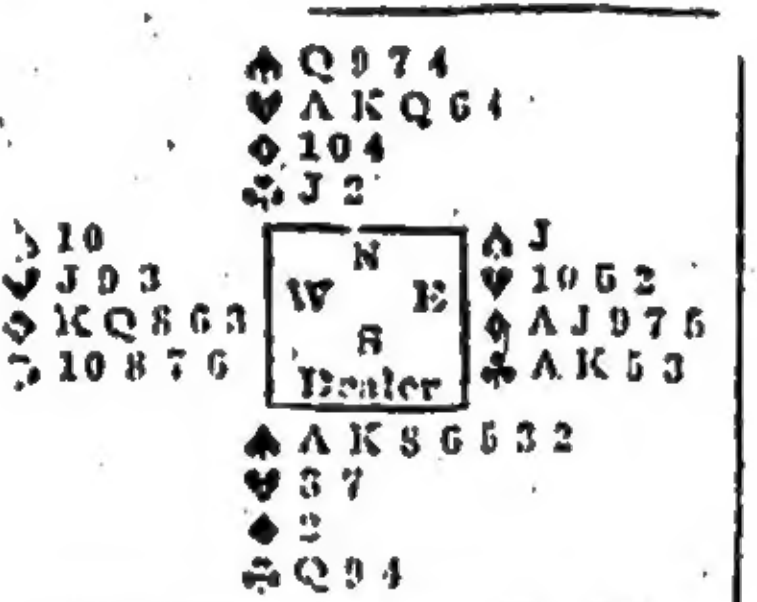 ♠ Q 9 7 4
♥ A K Q 6 4
♦ 10 4
♣ J 2
♠ 10
♥ J 9 3
♦ K Q 8 6 3
♣ 10 8 7 6
N
W E
S
Dealer
♠ J
♥ 10 5 2
♦ A J 9 7 5
♣ A K 5 3
♠ A K 8 6 5 3 2
♥ 8 7
♦ 2
♣ Q 9 4